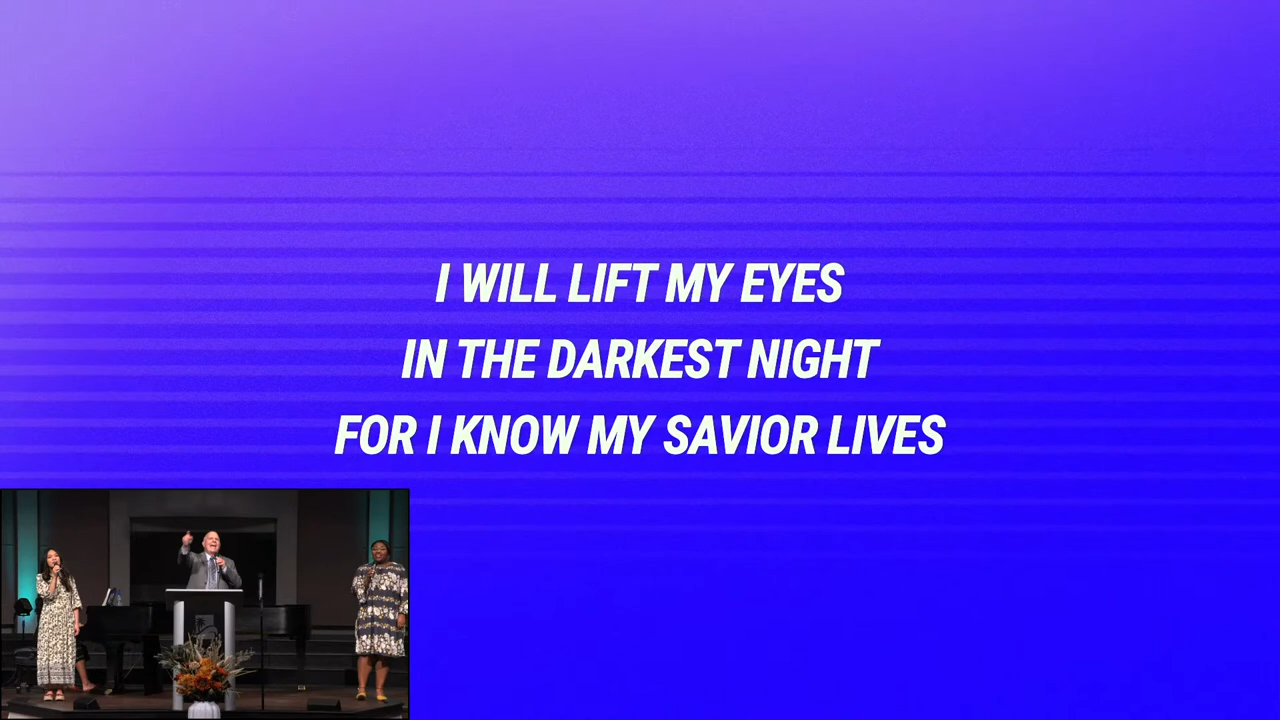 I WILL LIFT MY EYES
IN THE DARKEST NIGHT
FOR I KNOW MY SAVIOR LIVES